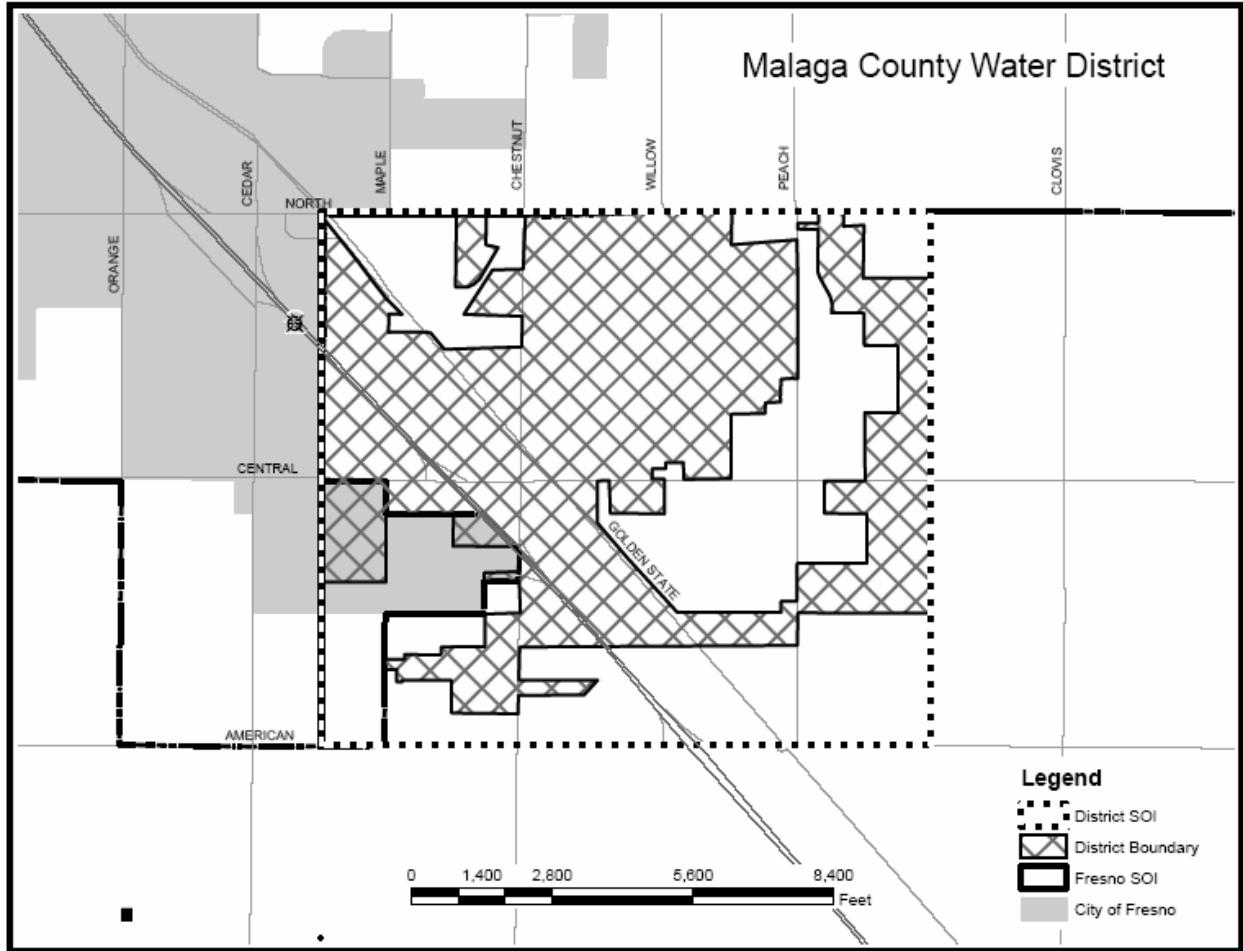 Malaga County Water District
ORANGE
CEDAR
MAPLE
CHESTNUT
WILLOW
PEACH
CLOVIS
NORTH
CENTRAL
GOLDEN STATE
AMERICAN
Legend
District SOI
District Boundary
Fresno SOI
City of Fresno
0 1,400 2,800 5,600 8,400
Feet